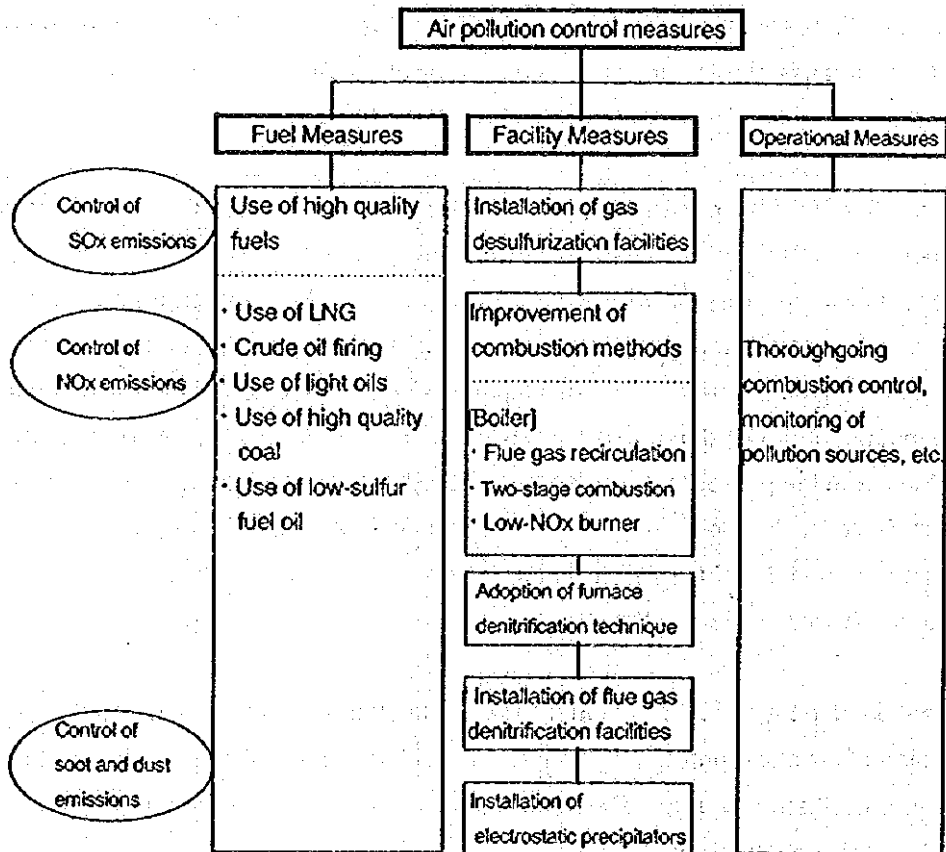 Air pollution control measures
Fuel Measures
Facility Measures
Operational Measures
Control of
SOx emissions
Use of high quality
fuels
Installation of gas
desulfurization facilities
Control of
NOx emissions
· Use of LNG
· Crude oil firing
· Use of light oils
· Use of high quality
coal
· Use of low-sulfur
fuel oil
Improvement of
combustion methods
[Boiler]
· Flue gas recirculation
· Two-stage combustion
· Low-NOx burner
Thoroughgoing
combustion control,
monitoring of
pollution sources, etc.
Adoption of furnace
denitrification technique
Installation of flue gas
denitrification facilities
Control of
soot and dust
emissions
Installation of
electrostatic precipitators